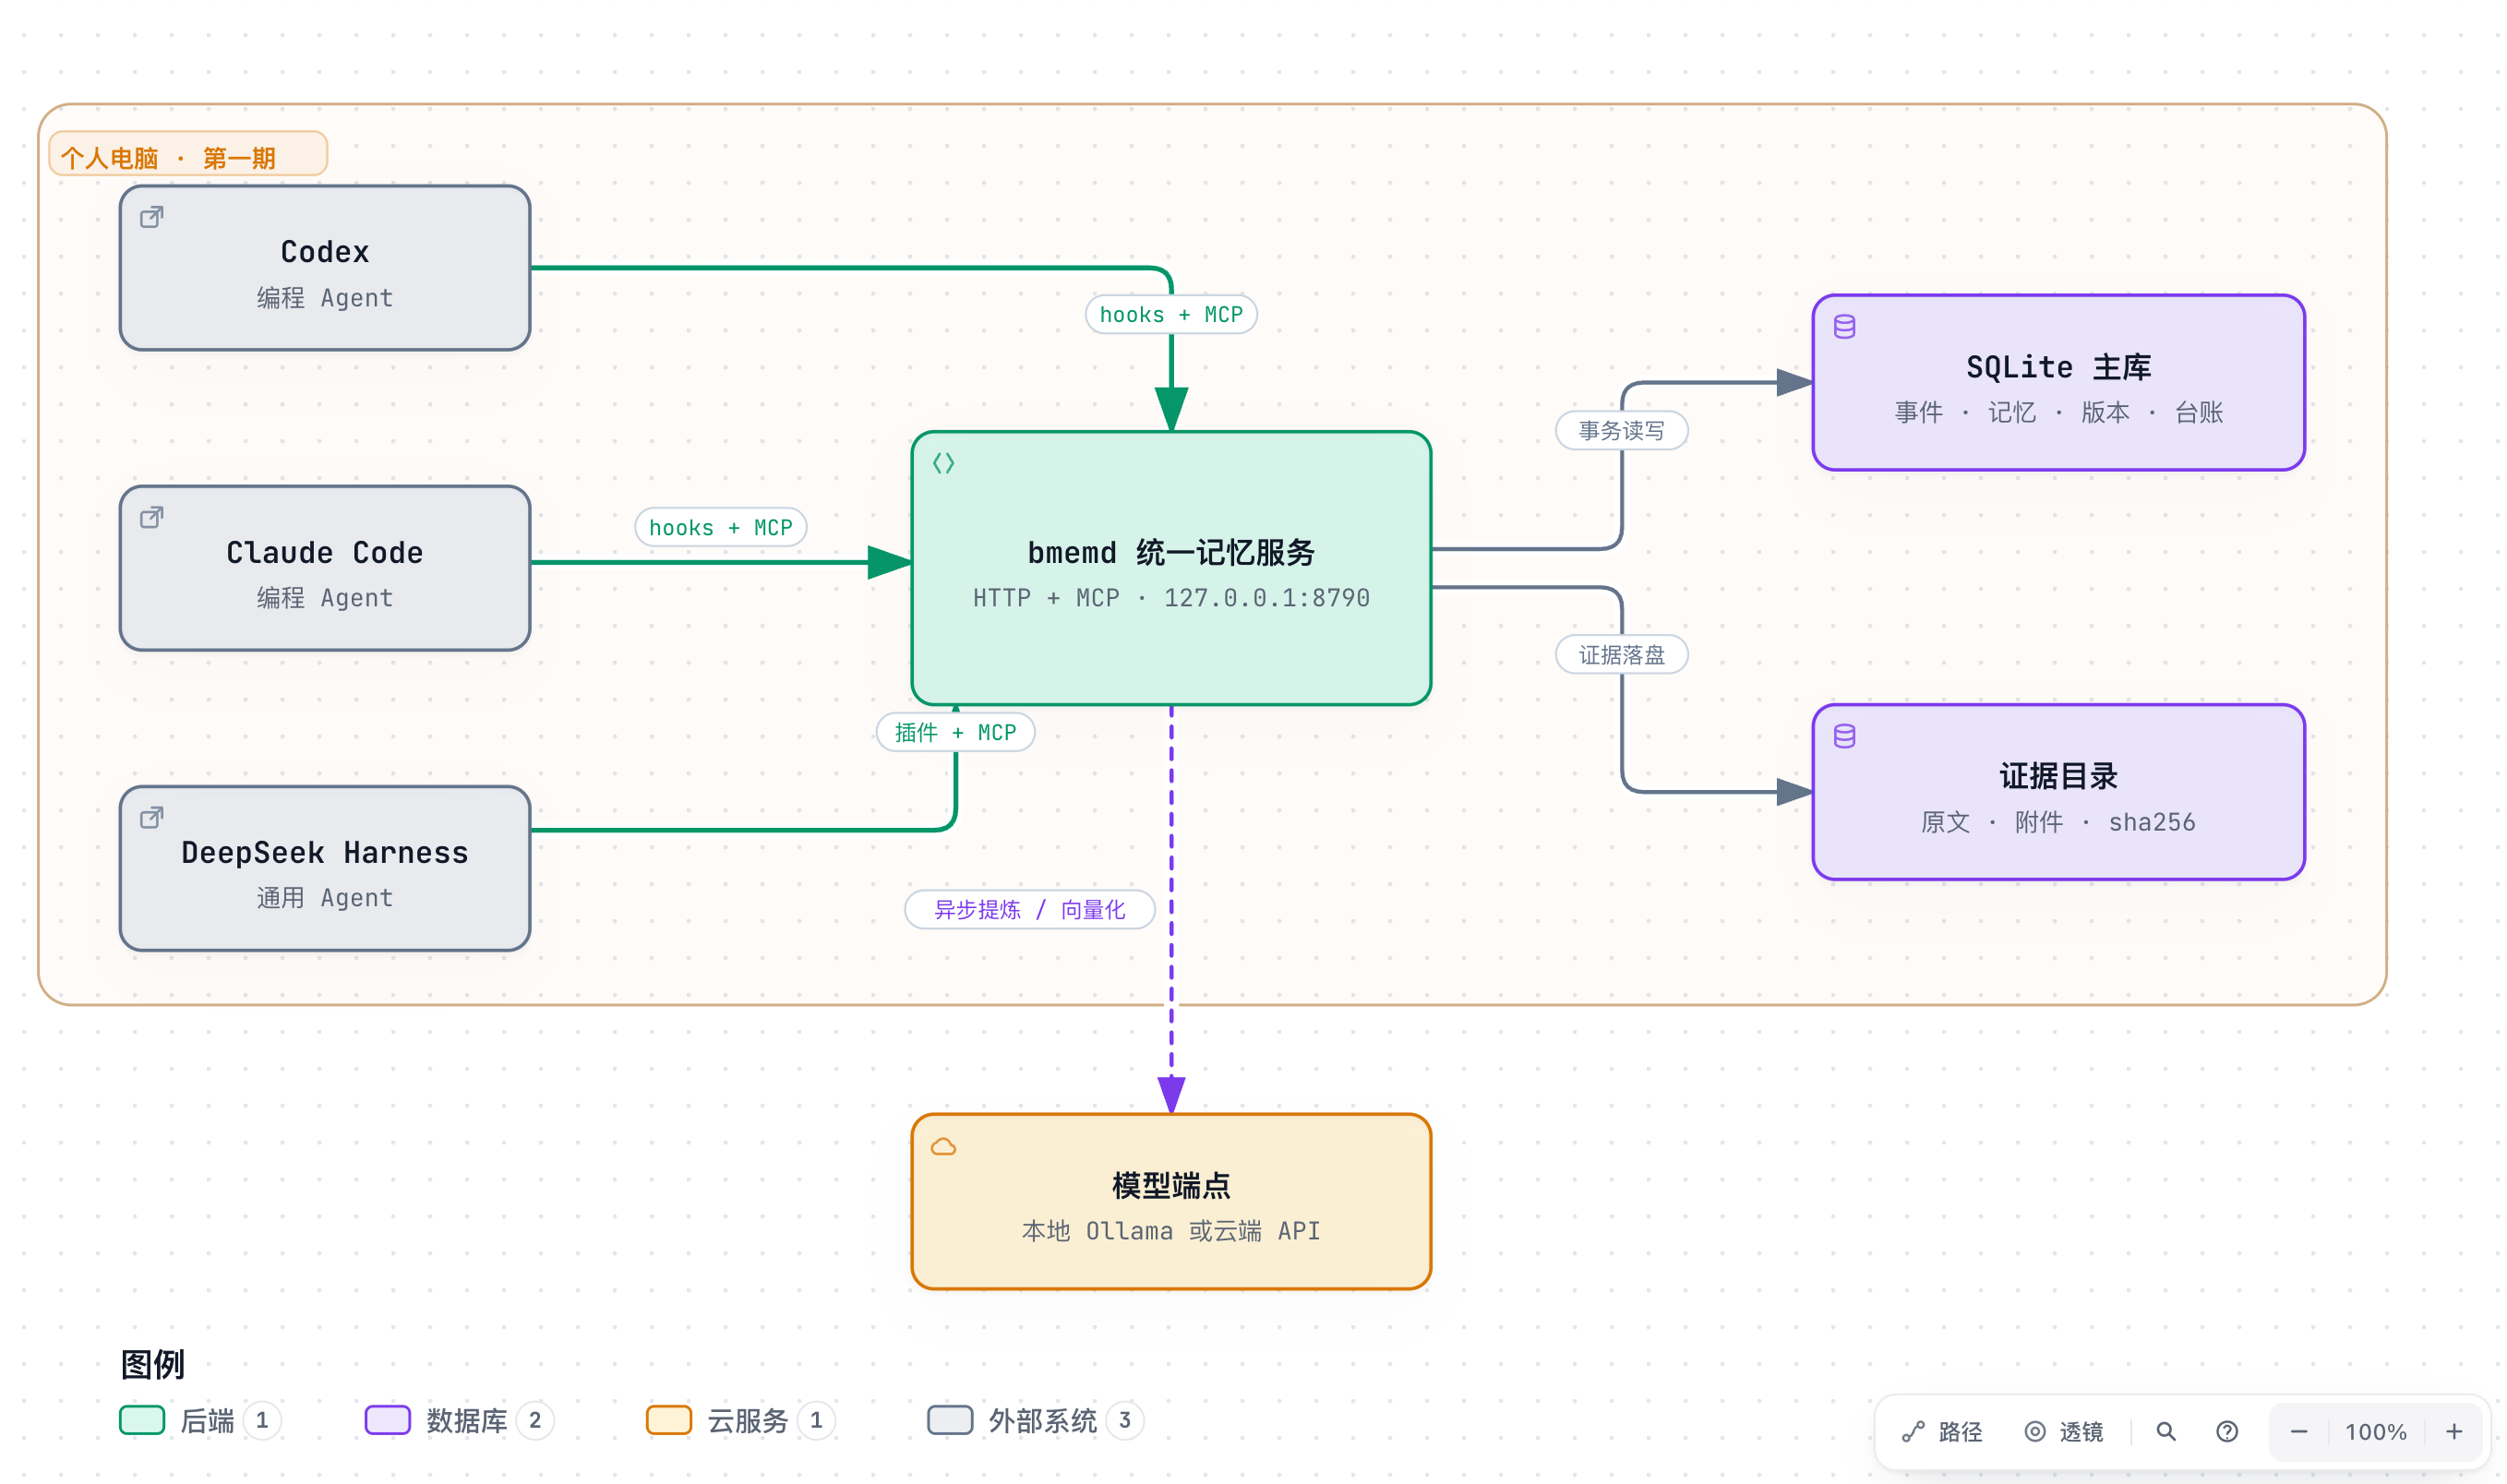 个人电脑 · 第一期
Codex
编程 Agent
hooks + MCP
SQLite 主库
事件 · 记忆 · 版本 · 台账
事务读写
Claude Code
编程 Agent
hooks + MCP
bmemd 统一记忆服务
HTTP + MCP · 127.0.0.1:8790
证据落盘
插件 + MCP
证据目录
原文 · 附件 · sha256
DeepSeek Harness
通用 Agent
异步提炼 / 向量化
模型端点
本地 Ollama 或云端 API
图例
后端 1
数据库 2
云服务 1
外部系统 3
路径
透镜
100%